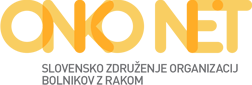 ONKO NET
SLOVENSKO ZDRUŽENJE ORGANIZACIJ
BOLNIKOV Z RAKOM